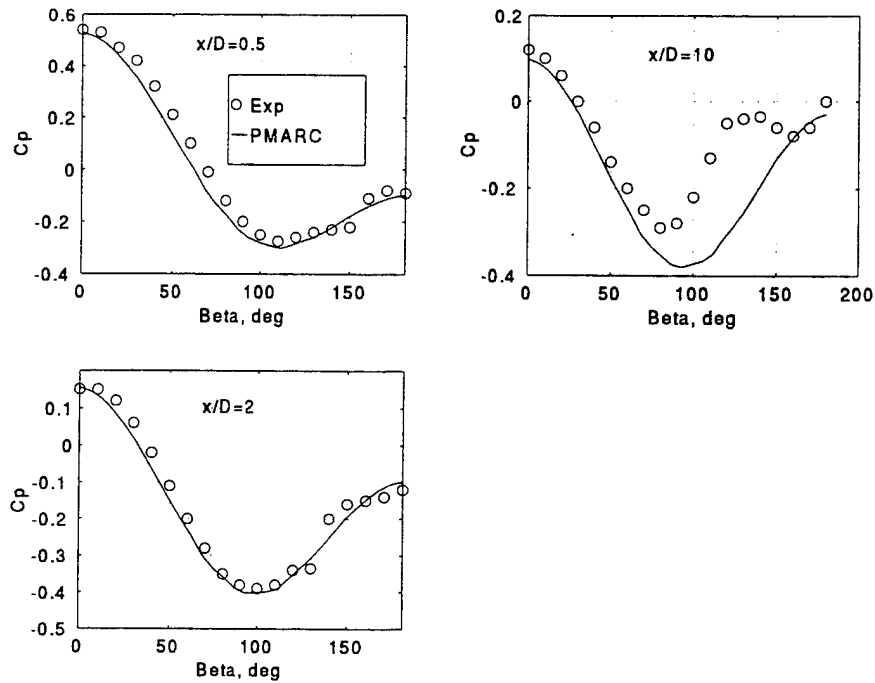 0.6
0.4
0.2
0
-0.2
-0.4
Cp
x/D=0.5
Exp
PMARC
0 50 100 150
Beta, deg
0.2
0
-0.2
-0.4
Cp
x/D=10
0 50 100 150 200
Beta, deg
0.1
0
-0.1
-0.2
-0.3
-0.4
-0.5
Cp
x/D=2
0 50 100 150
Beta, deg